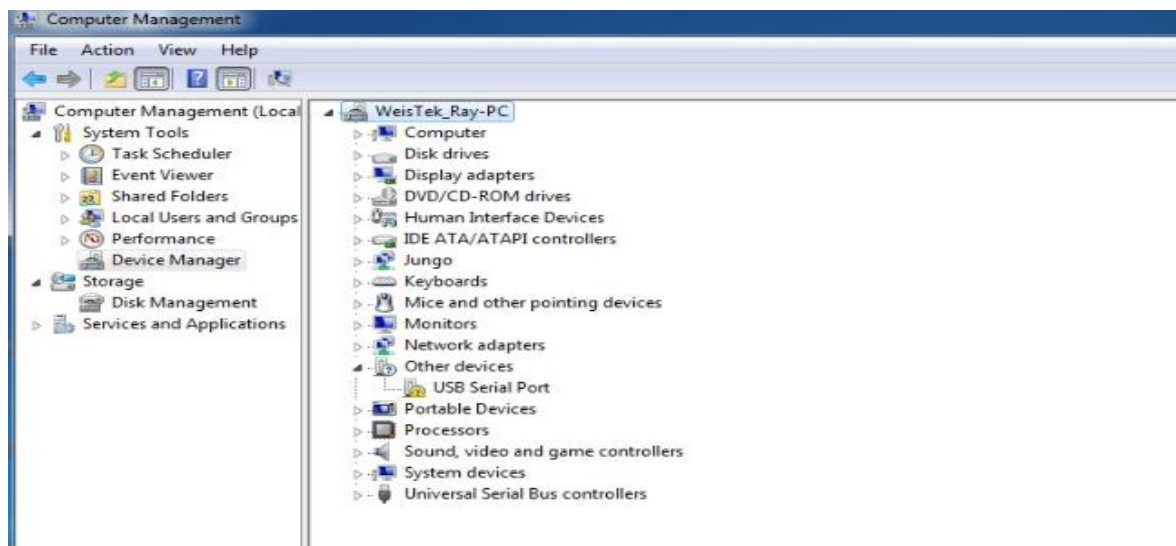 Computer Management
File Action View Help
Computer Management (Local
System Tools
Task Scheduler
Event Viewer
Shared Folders
Local Users and Groups
Performance
Device Manager
Storage
Disk Management
Services and Applications
WeisTek_Ray-PC
Computer
Disk drives
Display adapters
DVD/CD-ROM drives
Human Interface Devices
IDE ATA/ATAPI controllers
Jungo
Keyboards
Mice and other pointing devices
Monitors
Network adapters
Other devices
USB Serial Port
Portable Devices
Processors
Sound, video and game controllers
System devices
Universal Serial Bus controllers